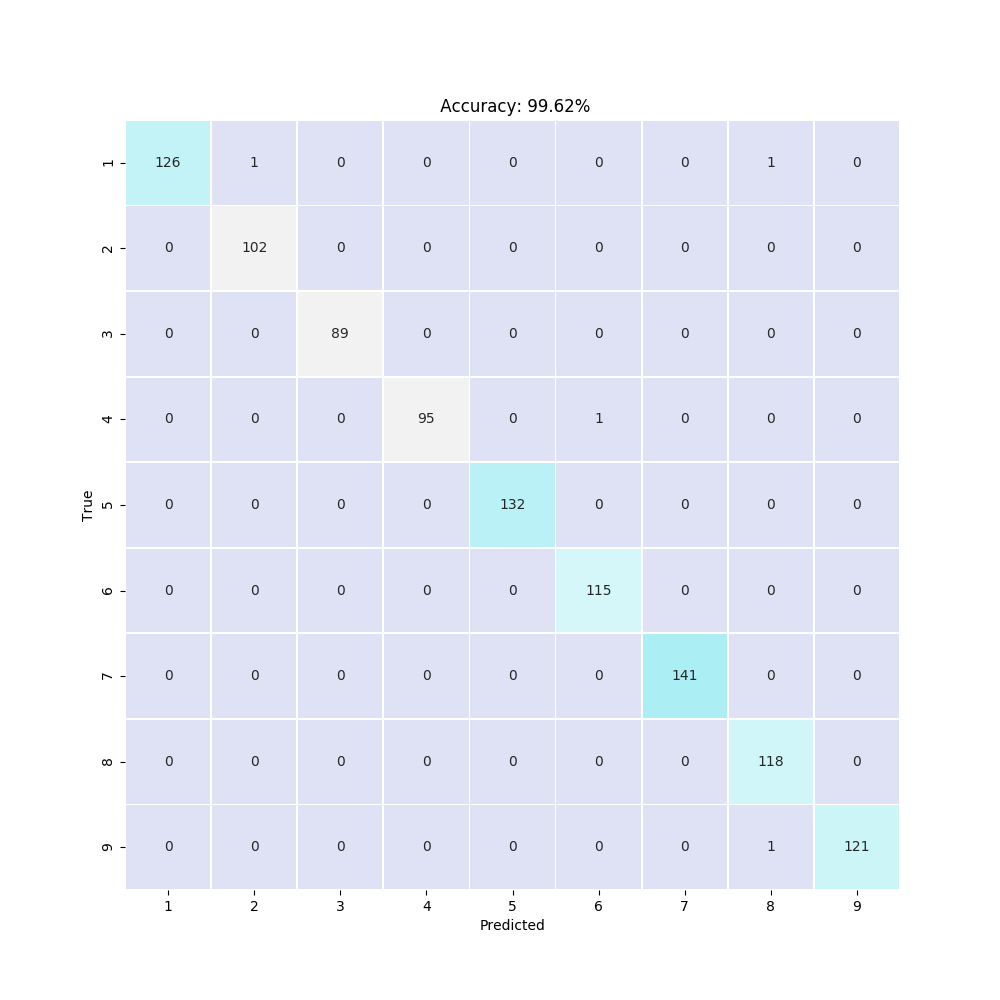 Accuracy: 99.62%
1 126 1 0 0 0 0 0 1 0
2 0 102 0 0 0 0 0 0 0
3 0 0 89 0 0 0 0 0 0
4 0 0 0 95 0 1 0 0 0
True
5 0 0 0 0 132 0 0 0 0
6 0 0 0 0 0 115 0 0 0
7 0 0 0 0 0 0 141 0 0
8 0 0 0 0 0 0 0 118 0
9 0 0 0 0 0 0 0 1 121
1 2 3 4 5 6 7 8 9
Predicted